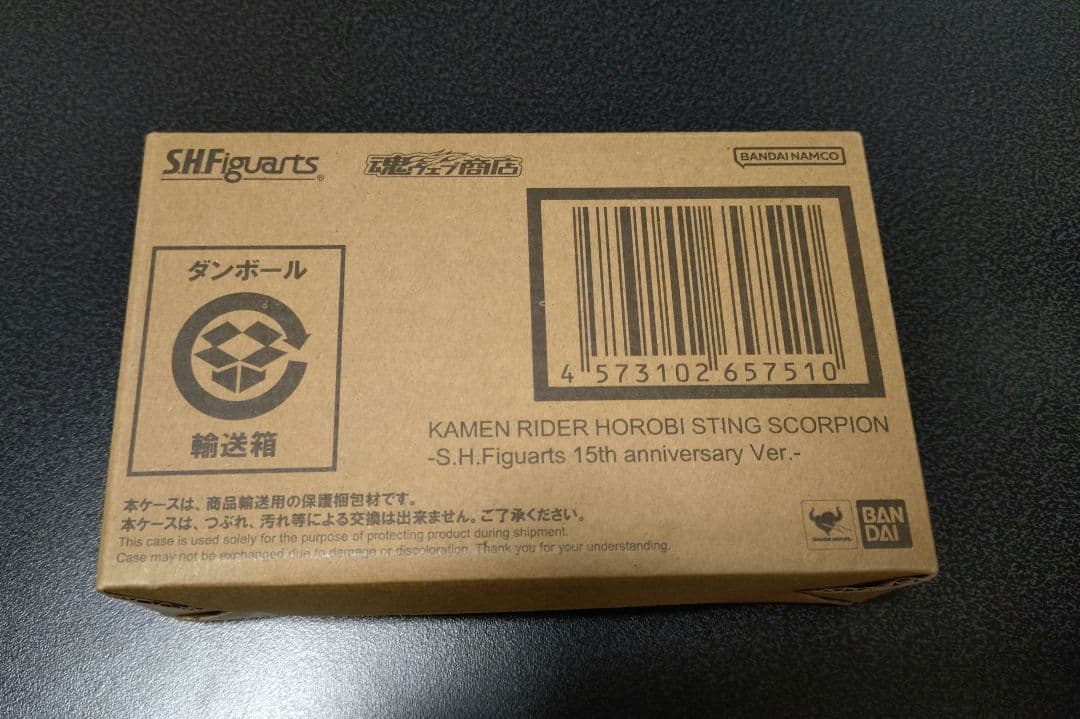 S.H.Figuarts®
魂ウェブ商店
BANDAI NAMCO
ダンボール
輸送箱
4 573102 657510
KAMEN RIDER HOROBI STING SCORPION
-S.H.Figuarts 15th anniversary Ver.-
本ケースは、商品輸送用の保護梱包材です。
本ケースは、つぶれ、汚れ等による交換は出来ません。ご了承ください。
This case is used solely for the purpose of protecting product during shipment.
Case may not be exchanged due to damage or discoloration. Thank you for your understanding.
BAN
DAI